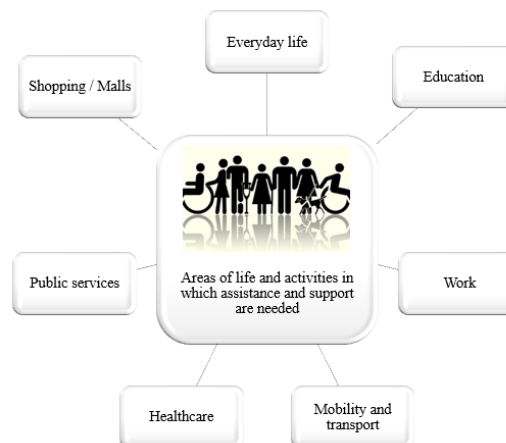 Everyday life
Shopping / Malls
Education
Areas of life and activities in
which assistance and support
are needed
Public services
Work
Healthcare
Mobility and
transport